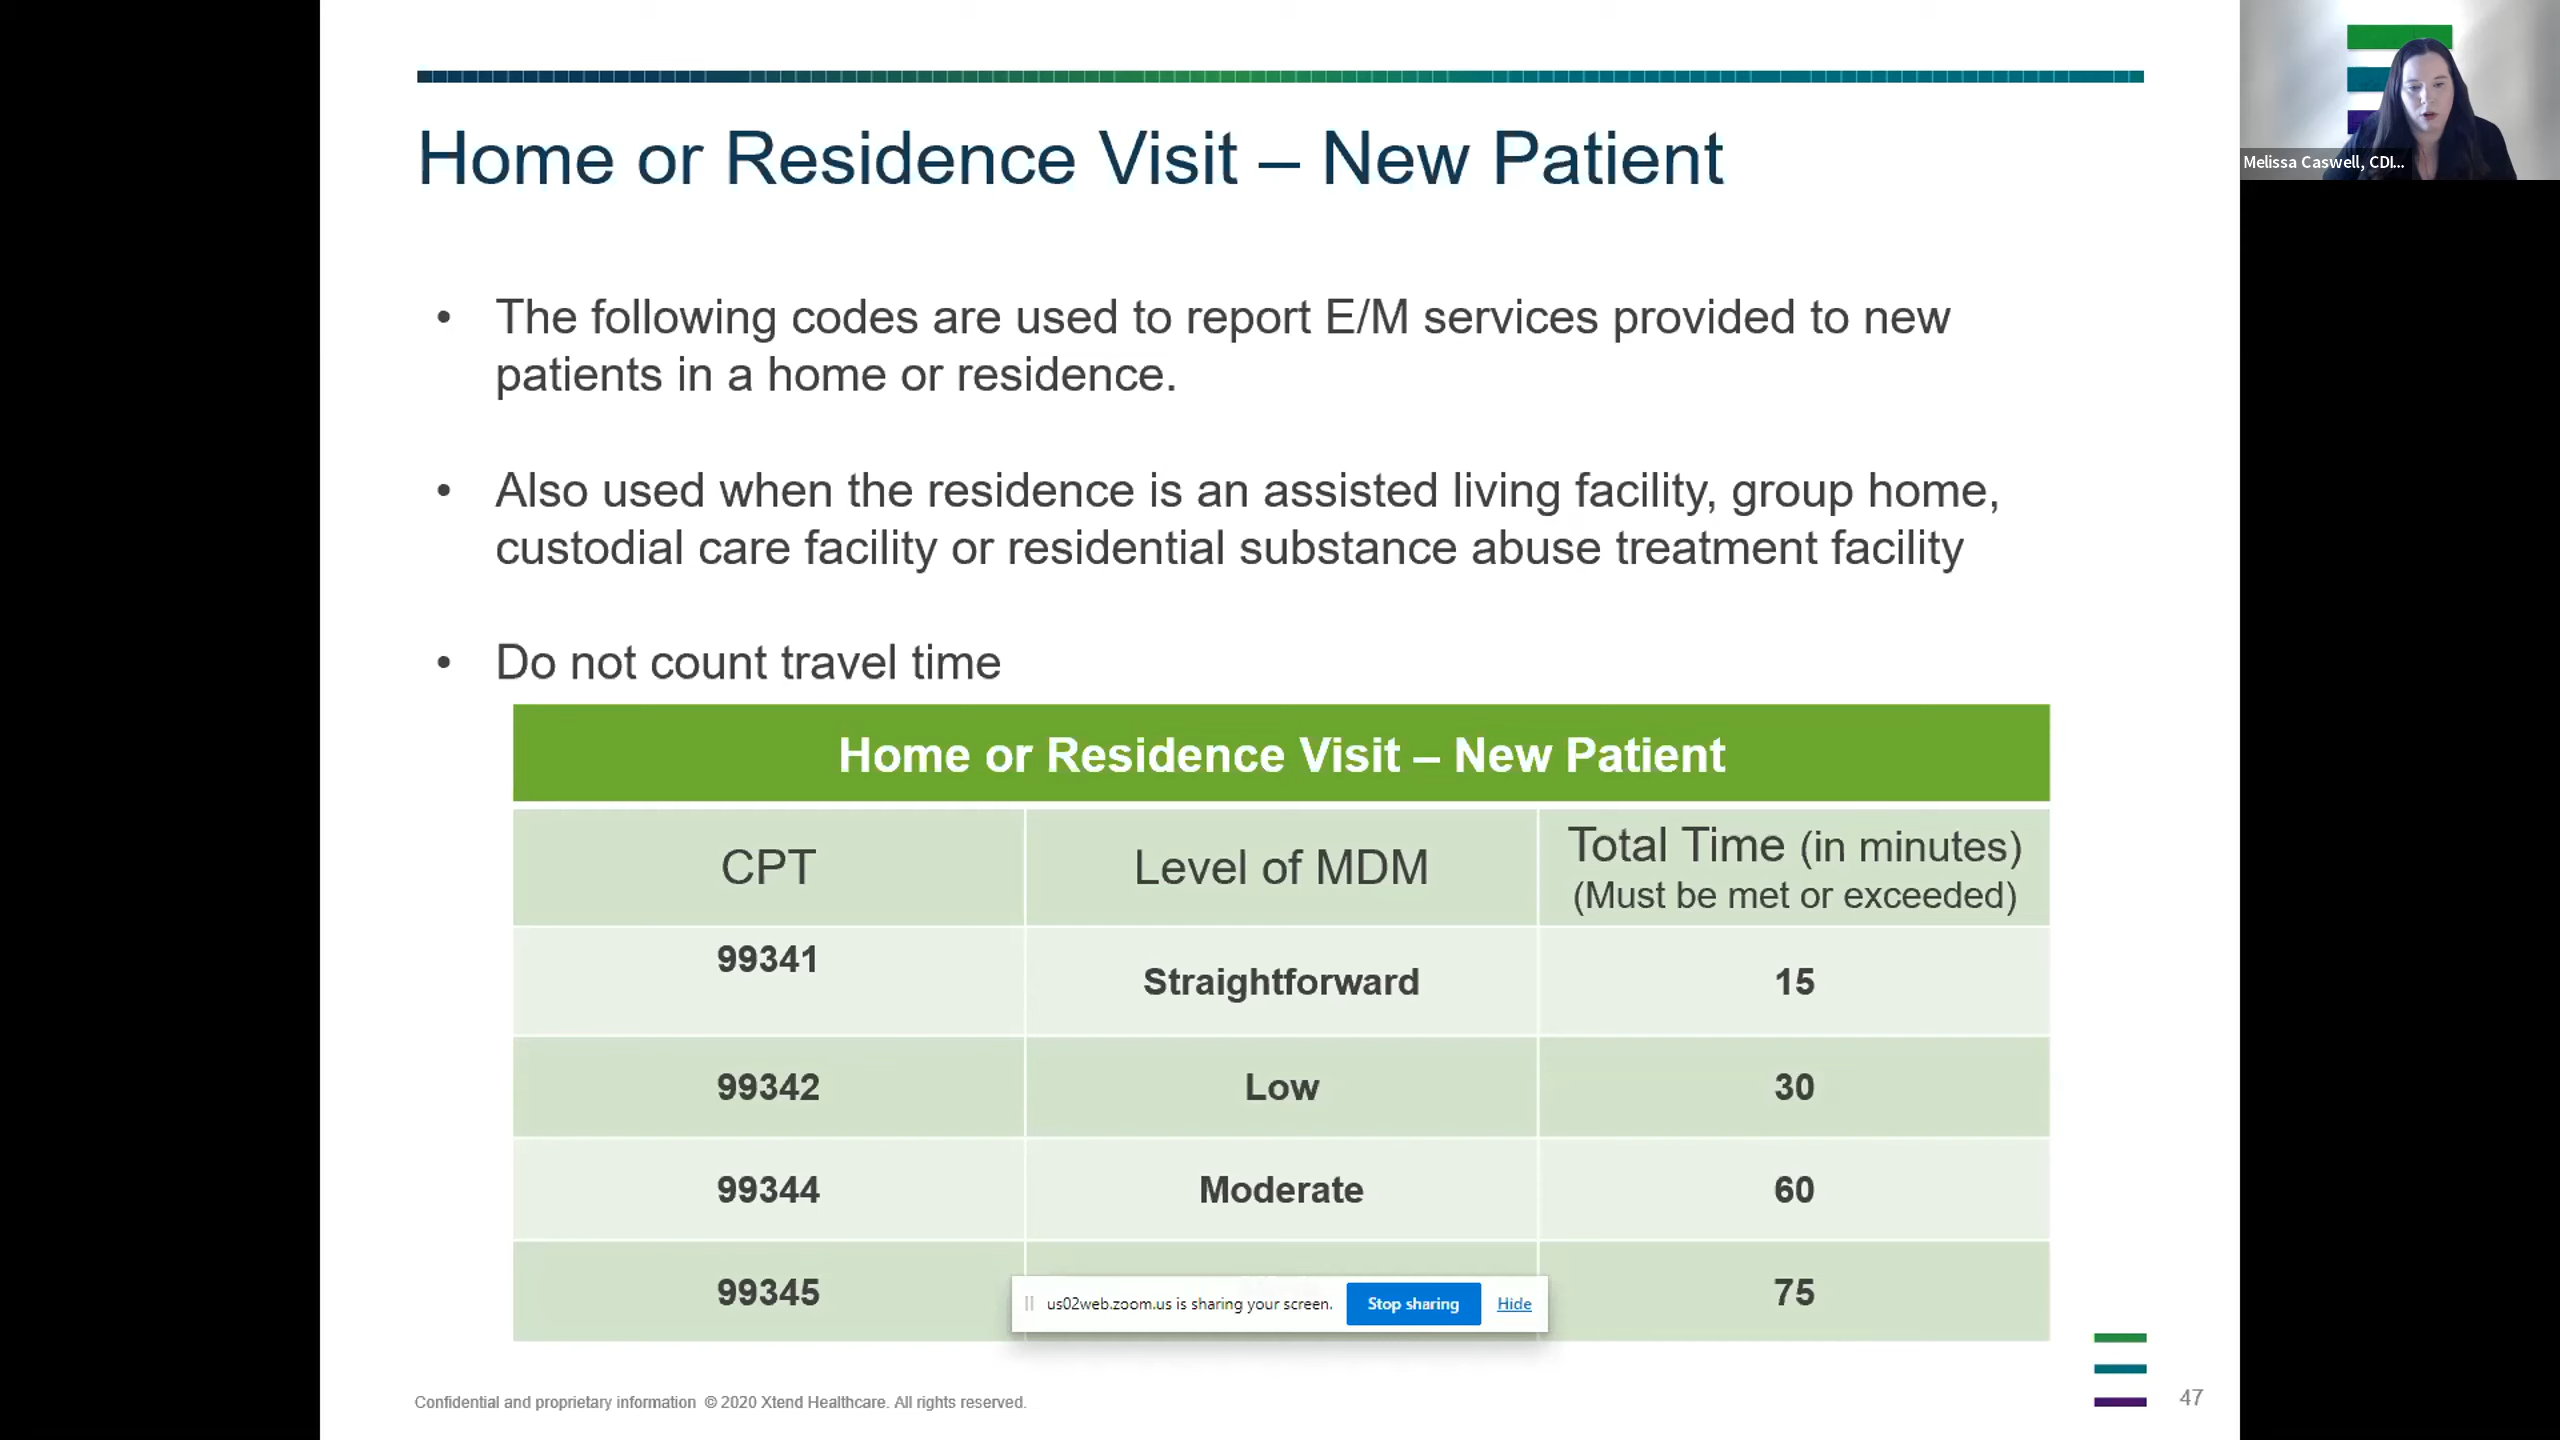 Home or Residence Visit – New Patient
Melissa Caswell, CDI...
• The following codes are used to report E/M services provided to new
patients in a home or residence.
• Also used when the residence is an assisted living facility, group home,
custodial care facility or residential substance abuse treatment facility
• Do not count travel time
Home or Residence Visit – New Patient
CPT Level of MDM Total Time (in minutes)
(Must be met or exceeded)
99341 Straightforward 15
99342 Low 30
99344 Moderate 60
99345 75
us02web.zoom.us is sharing your screen. Stop sharing Hide
Confidential and proprietary information © 2020 Xtend Healthcare. All rights reserved.
47